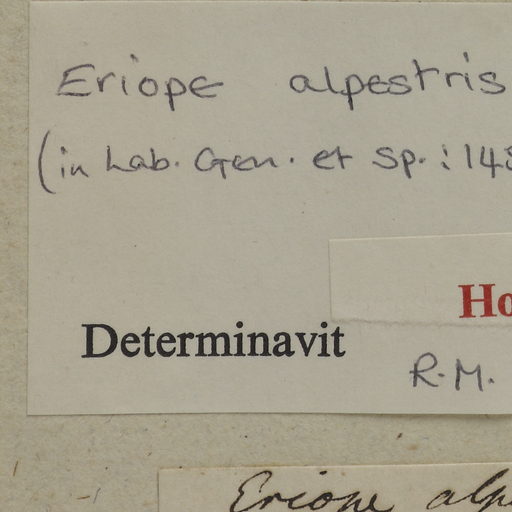 Eriope alpestris
(in Lab. Gen. et Sp.: 14
Ho
Determinavit
R. M.
Eriope alp